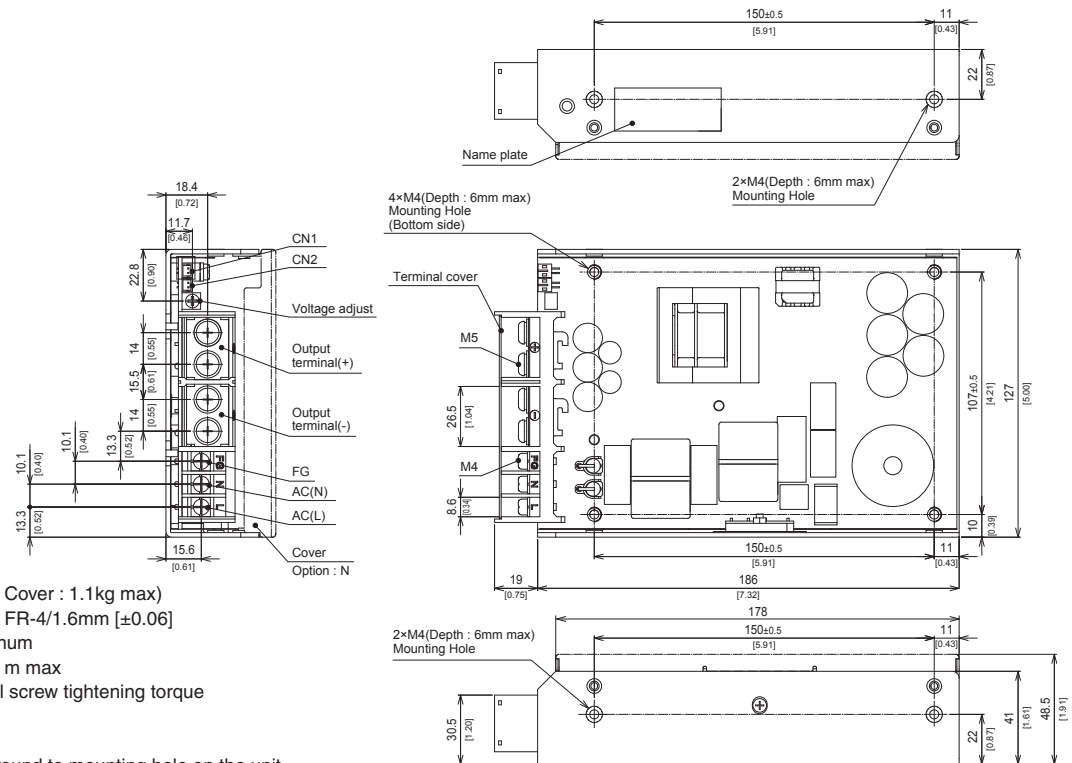 150±0.5
[5.91]
11
[0.43]
22
[0.87]
Name plate
2×M4(Depth : 6mm max)
Mounting Hole
18.4
[0.72]
11.7
[0.46]
22.8
[0.90]
14
[0.55]
15.5
[0.61]
14
[0.55]
13.3
[0.52]
10.1
[0.40]
10.1
[0.40]
13.3
[0.52]
15.6
[0.61]
CN1
CN2
Voltage adjust
Output
terminal(+)
Output
terminal(-)
FG
AC(N)
AC(L)
Cover
Option : N
FG
N
L
4×M4(Depth : 6mm max)
Mounting Hole
(Bottom side)
Terminal cover
M5
26.5
[1.04]
M4
8.6
[0.34]
FG
N
L
107±0.5
[4.21]
127
[5.00]
10
[0.39]
150±0.5
[5.91]
11
[0.43]
19
[0.75]
186
[7.32]
178
150±0.5
[5.91]
11
[0.43]
2×M4(Depth : 6mm max)
Mounting Hole
30.5
[1.20]
22
[0.87]
41
[1.61]
48.5
[1.91]
Cover : 1.1kg max)
FR-4/1.6mm [±0.06]
num
m max
l screw tightening torque